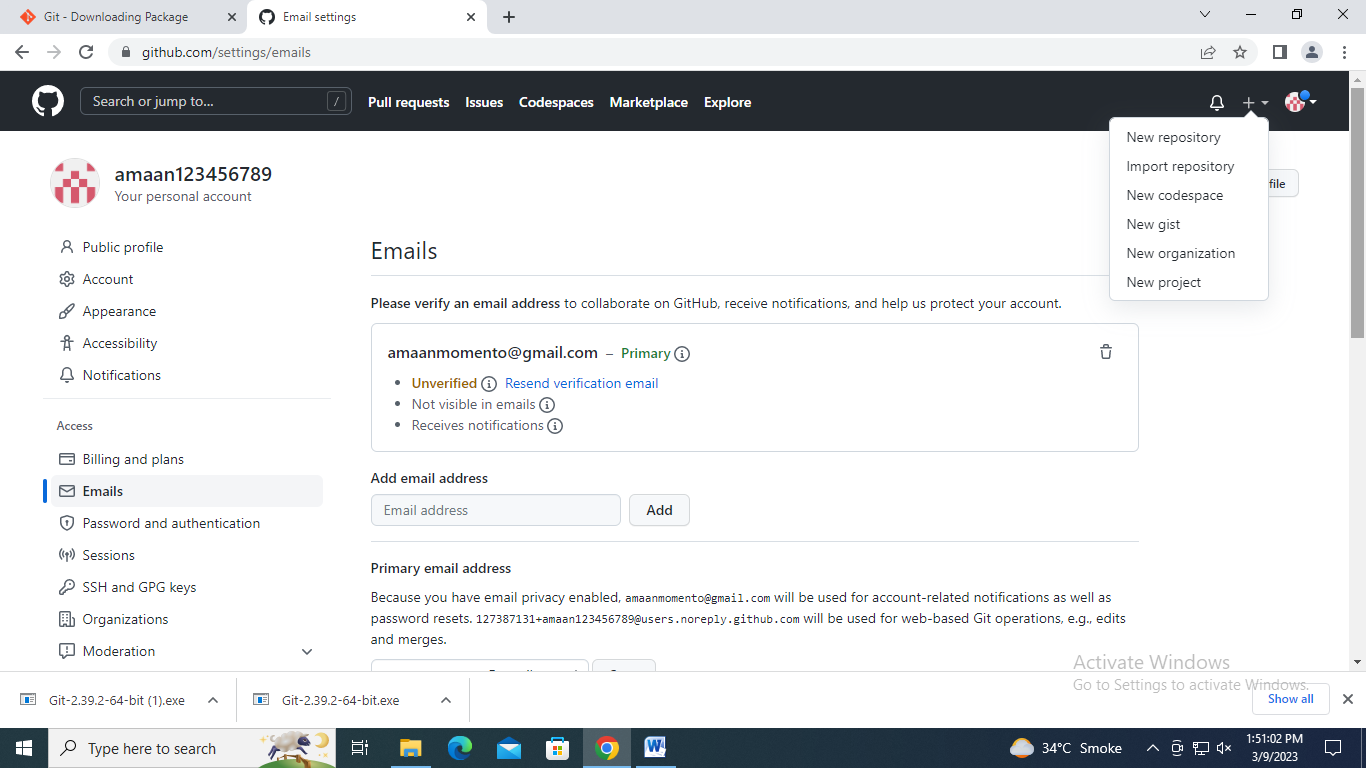 Git - Downloading Package
Email settings
github.com/settings/emails
Search or jump to...
/
Pull requests
Issues
Codespaces
Marketplace
Explore
New repository
Import repository
New codespace
New gist
New organization
New project
file
amaan123456789
Your personal account
Public profile
Account
Appearance
Accessibility
Notifications
Access
Billing and plans
Emails
Password and authentication
Sessions
SSH and GPG keys
Organizations
Moderation
Emails
Please verify an email address to collaborate on GitHub, receive notifications, and help us protect your account.
amaanmomento@gmail.com – Primary
Unverified Resend verification email
Not visible in emails
Receives notifications
Add email address
Email address
Add
Primary email address
Because you have email privacy enabled, amaanmomento@gmail.com will be used for account-related notifications as well as
password resets. 127387131+amaan123456789@users.noreply.github.com will be used for web-based Git operations, e.g., edits
and merges.
Activate Windows
Go to Settings to activate Windows.
Git-2.39.2-64-bit (1).exe
Git-2.39.2-64-bit.exe
Show all
Type here to search
34°C Smoke
1:51:02 PM
3/9/2023